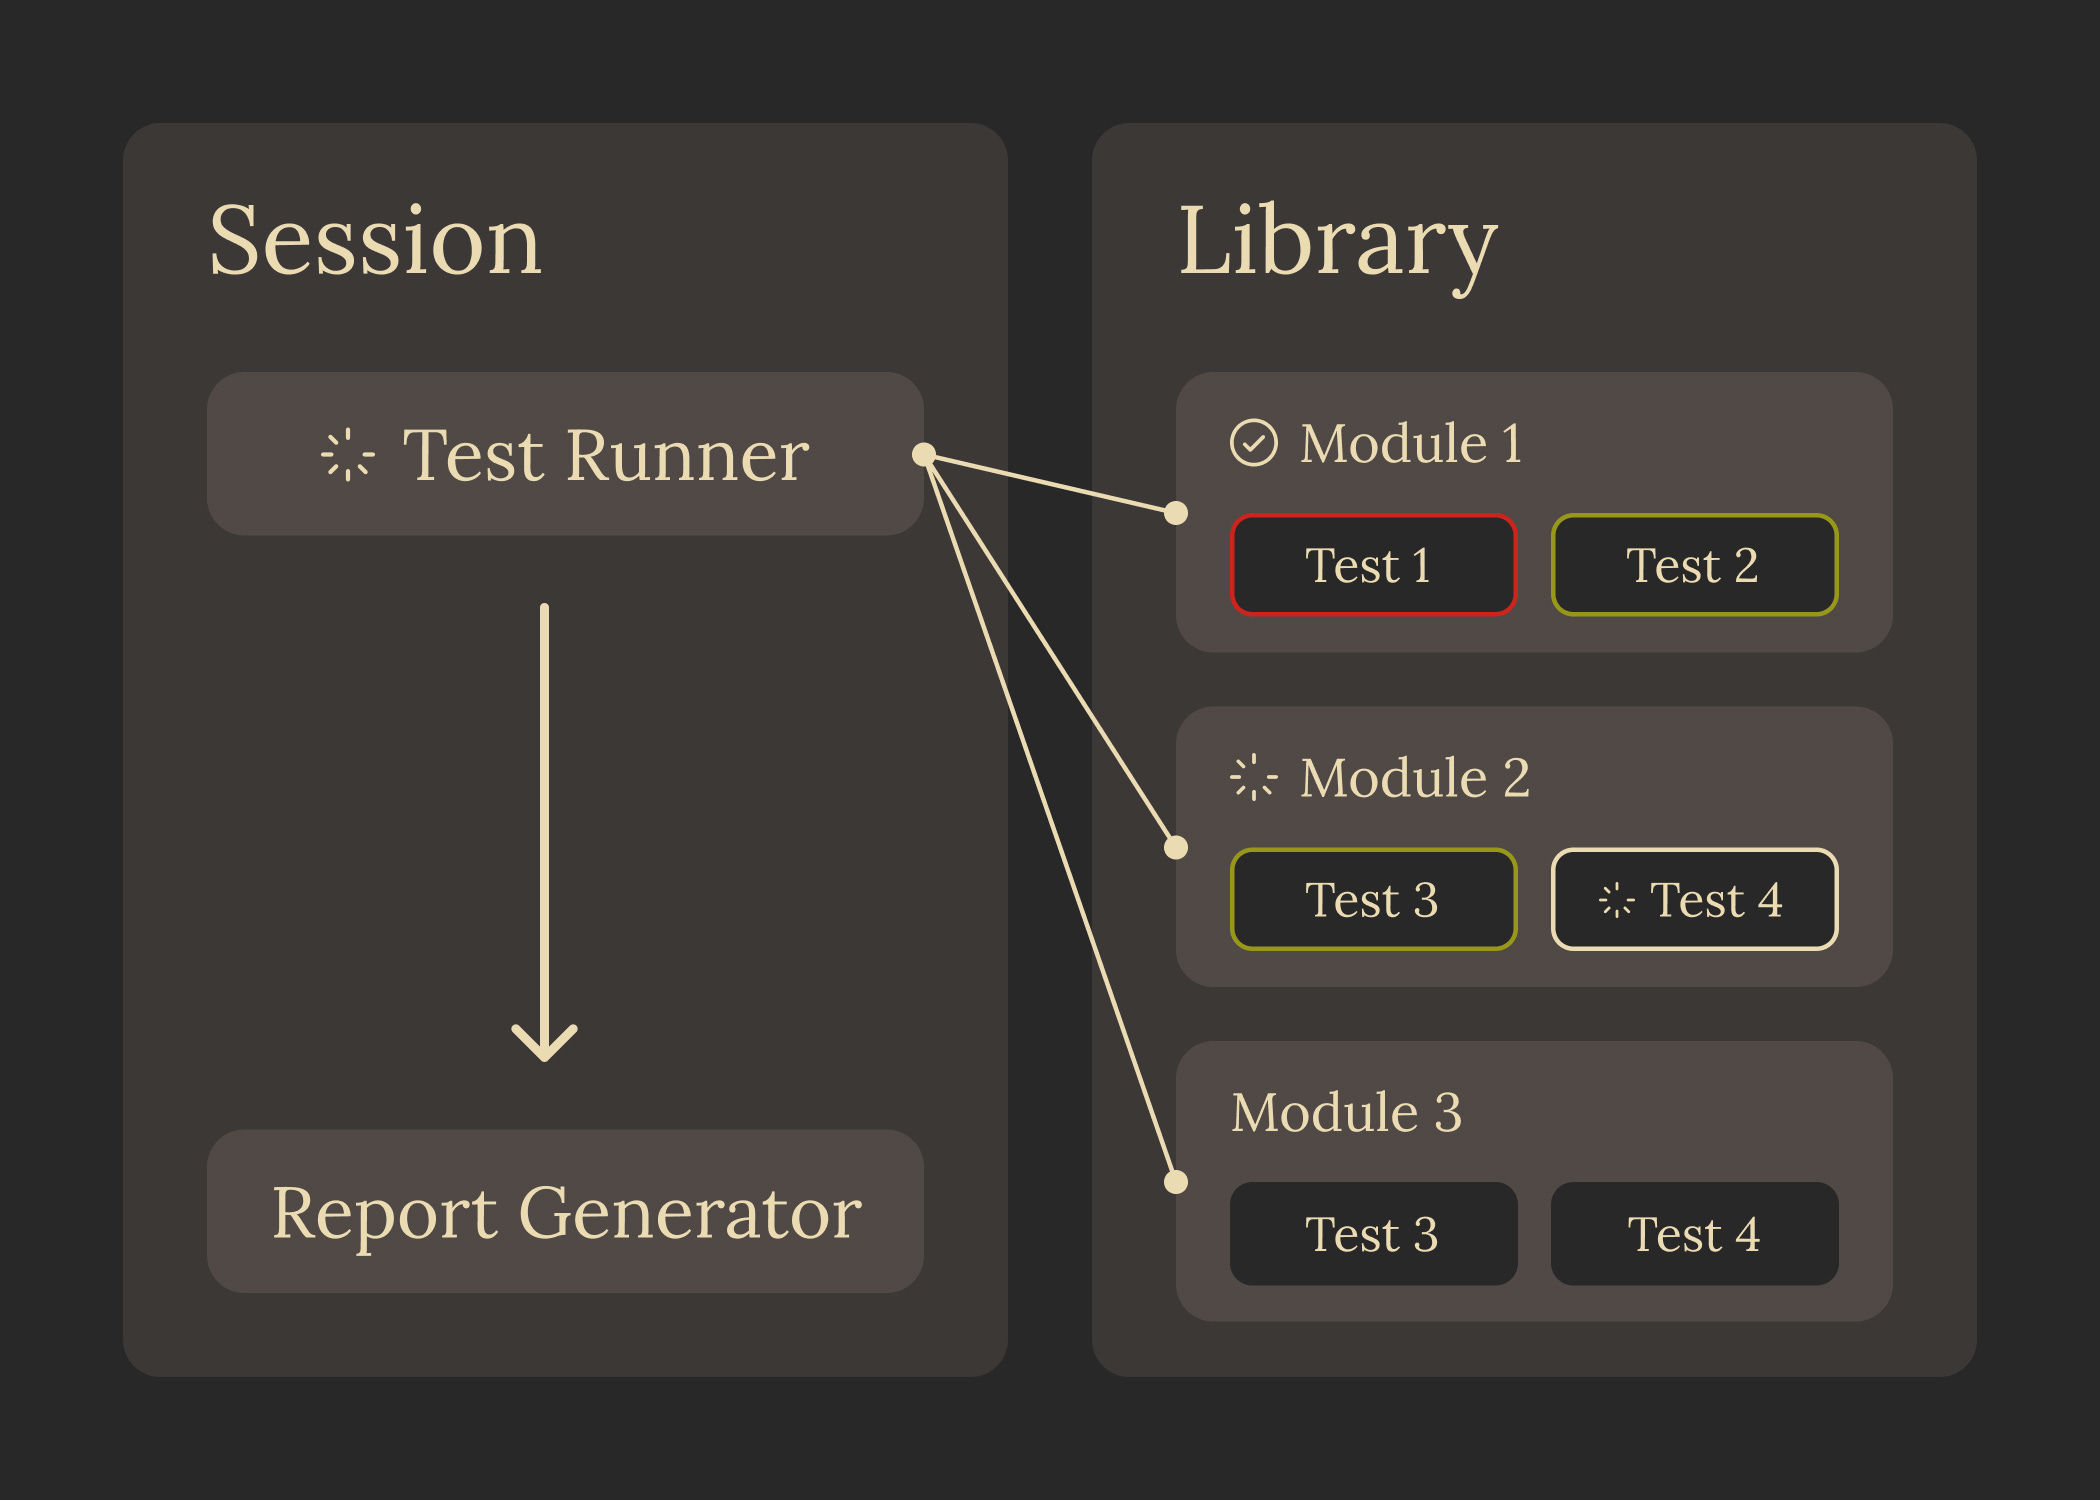 Session
Test Runner
Report Generator
Library
Module 1
Test 1
Test 2
Module 2
Test 3
Test 4
Module 3
Test 3
Test 4